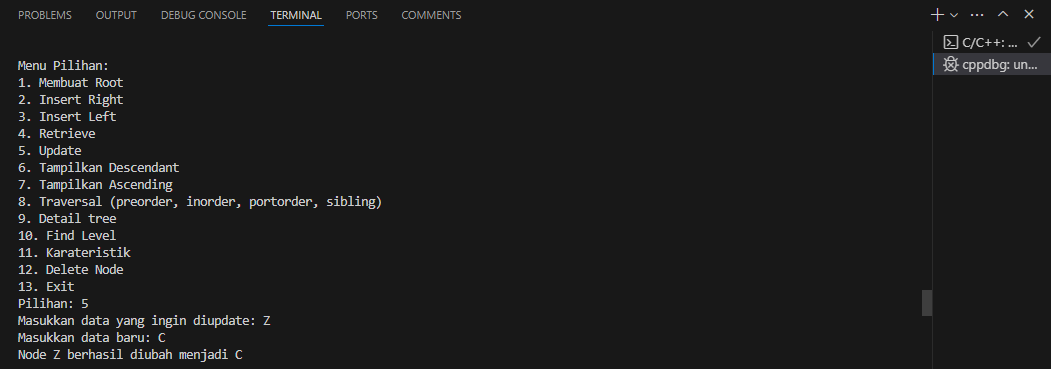 PROBLEMS OUTPUT DEBUG CONSOLE TERMINAL PORTS COMMENTS
C/C++: ...
cppdbg: un...
Menu Pilihan:
1. Membuat Root
2. Insert Right
3. Insert Left
4. Retrieve
5. Update
6. Tampilkan Descendant
7. Tampilkan Ascending
8. Traversal (preorder, inorder, portorder, sibling)
9. Detail tree
10. Find Level
11. Karateristik
12. Delete Node
13. Exit
Pilihan: 5
Masukkan data yang ingin diupdate: Z
Masukkan data baru: C
Node Z berhasil diubah menjadi C